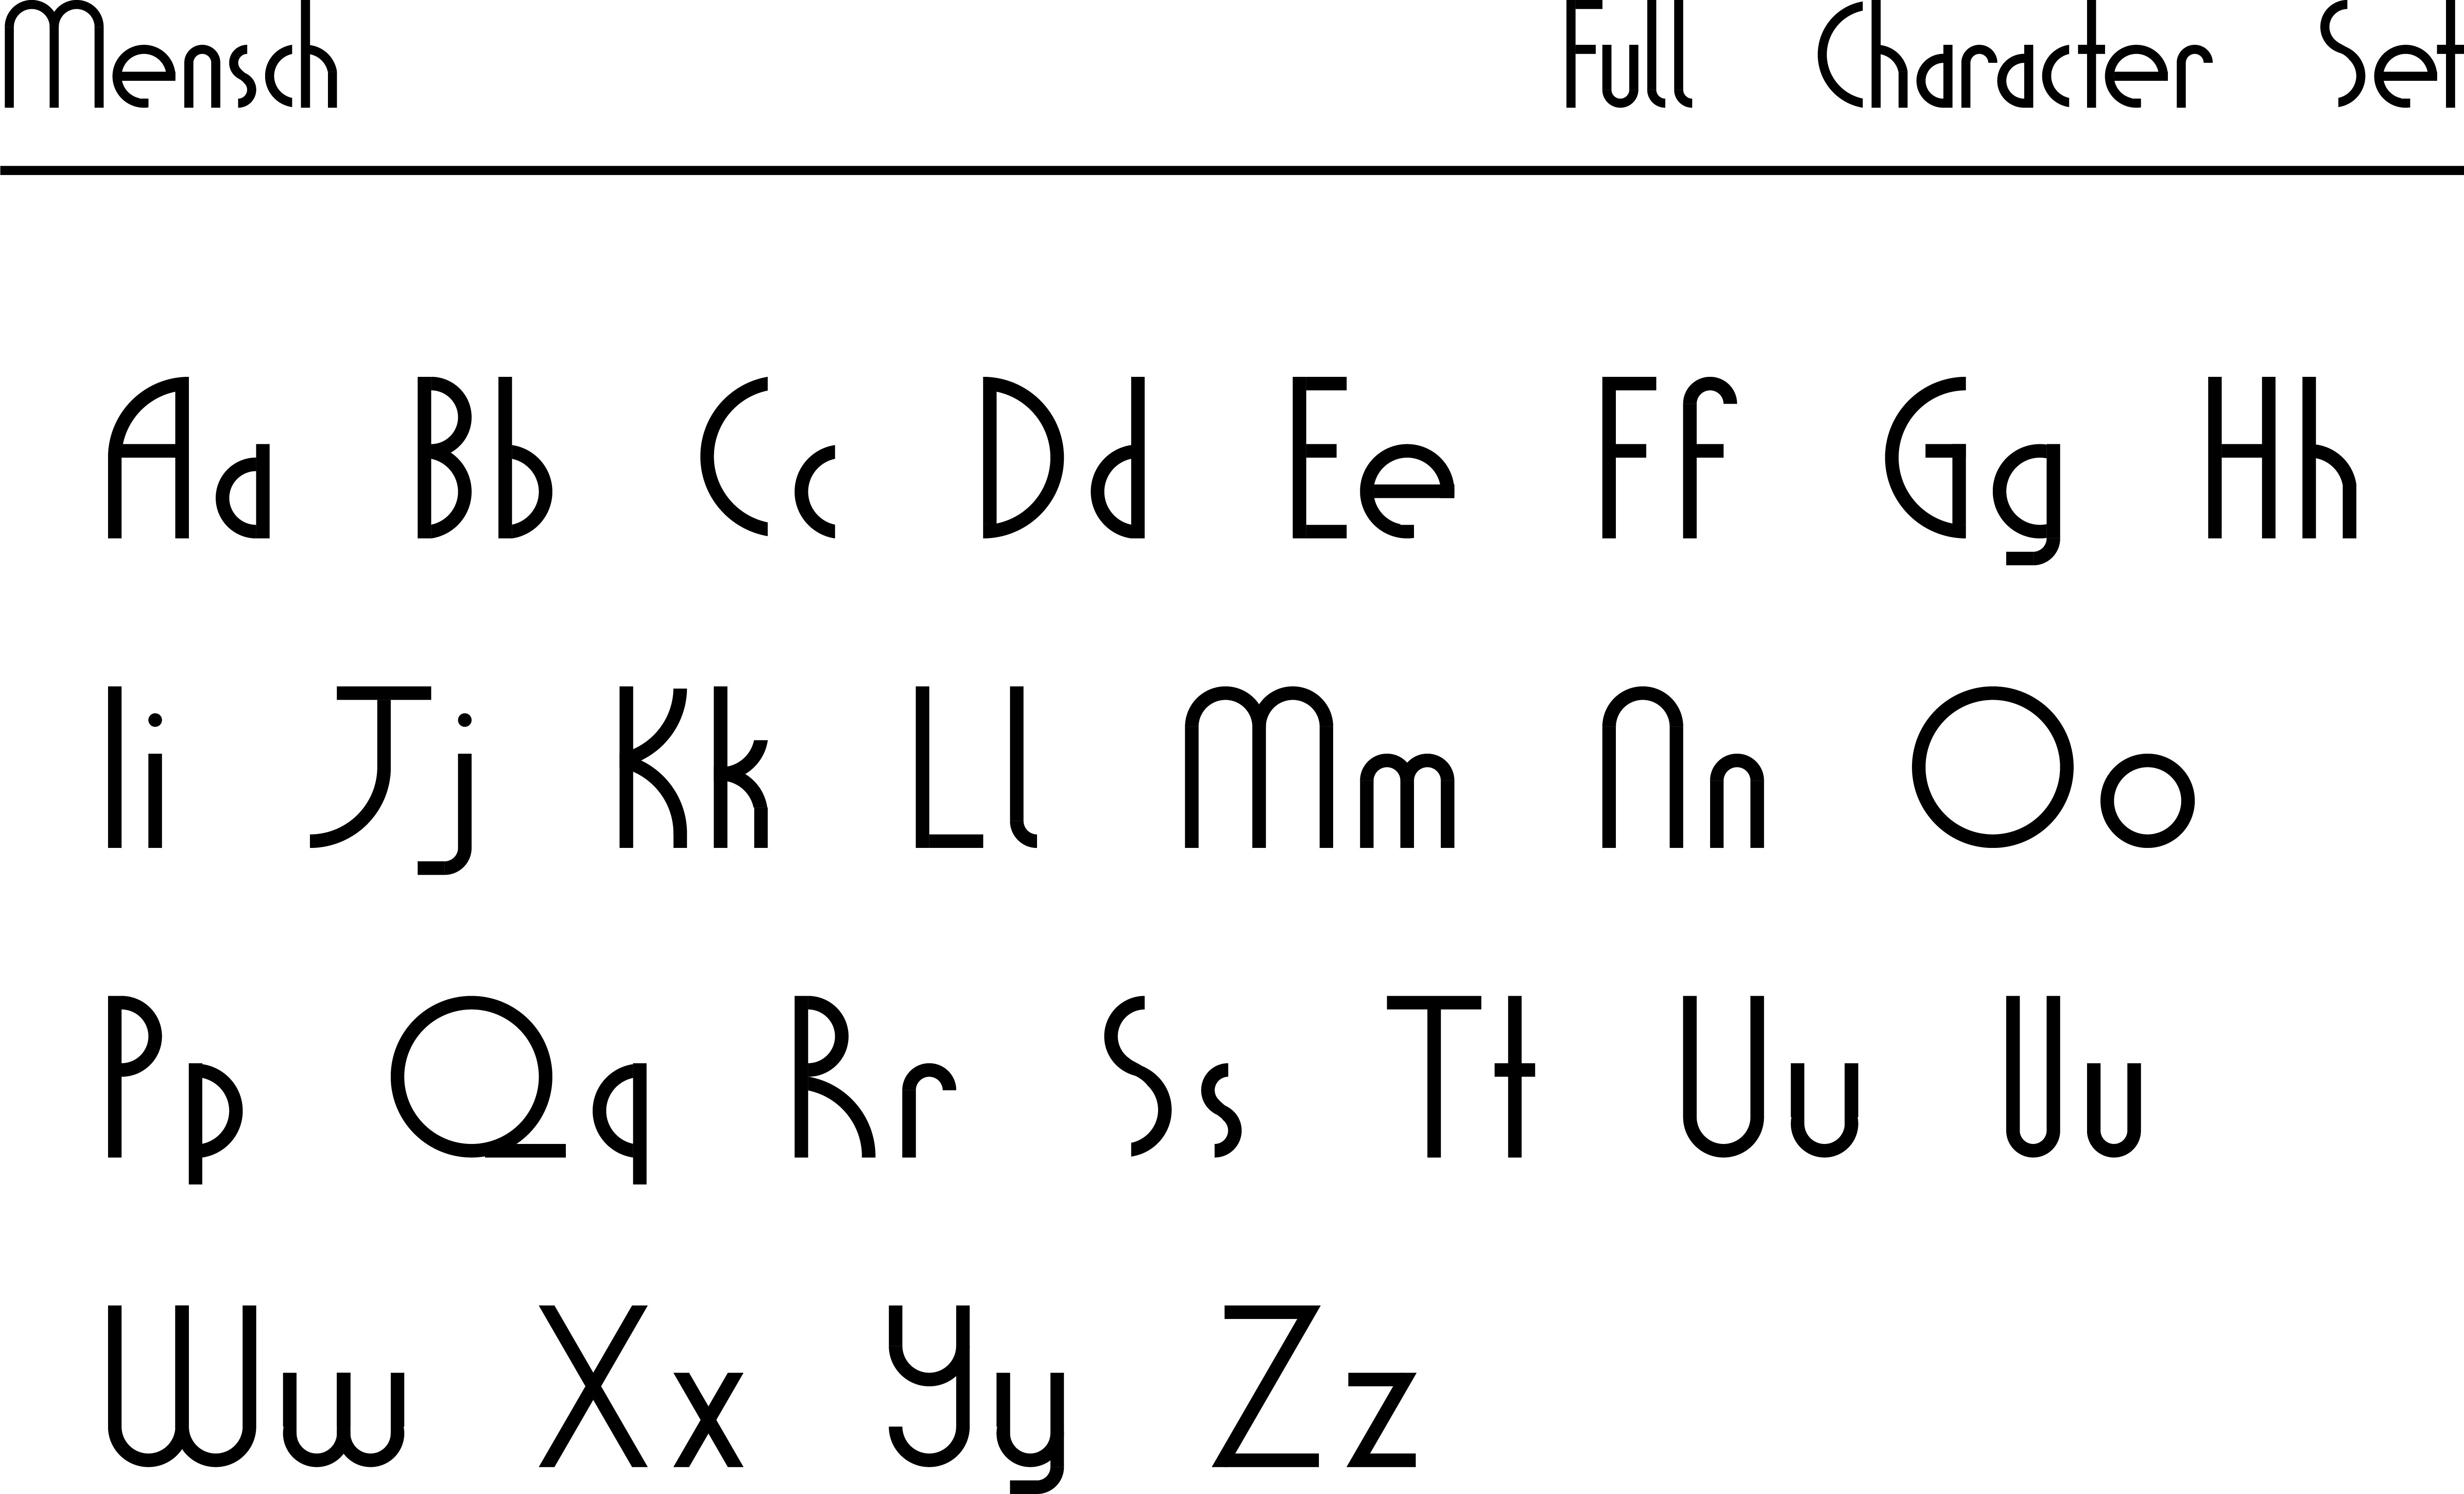 Mensch Full Character Set
Aa Bb Cc Dd Ee Ff Gg Hh
Ii Jj Kk Ll Mm Nn Oo
Pp Qq Rr Ss Tt Uu Vv
Ww Xx Yy Zz